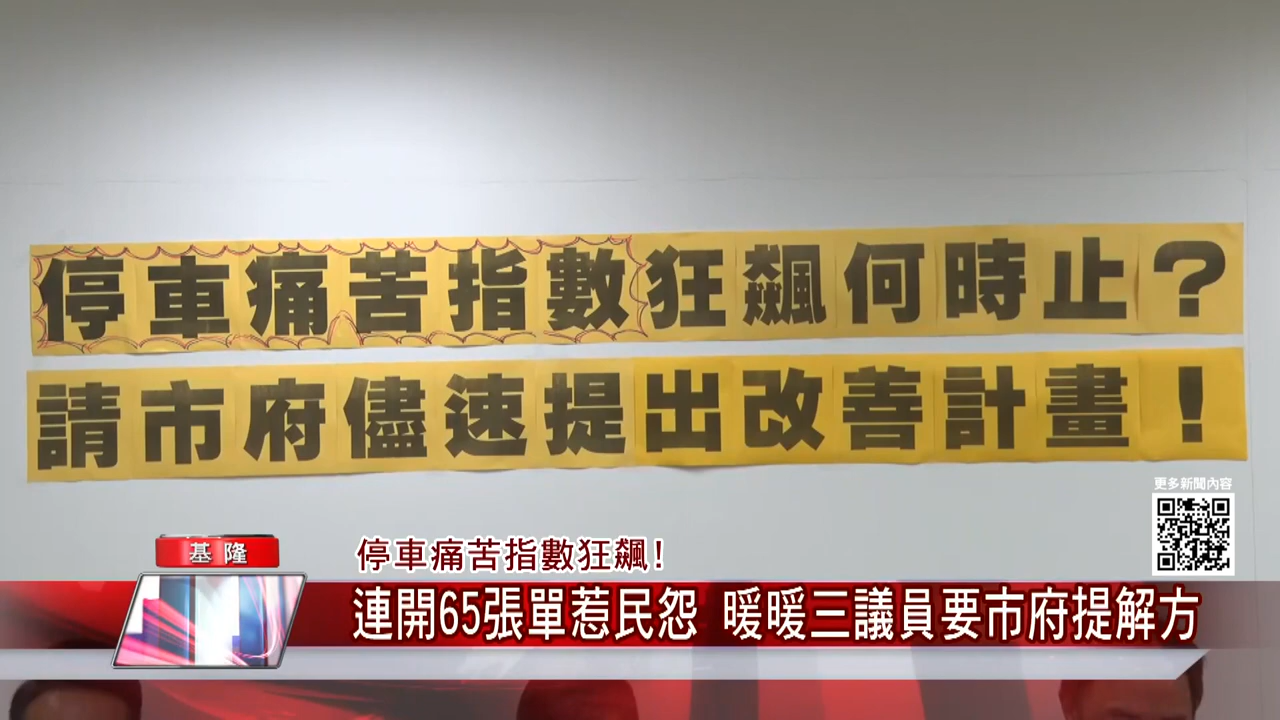 停車痛苦指數狂飆何時止?
請市府儘速提出改善計畫!
更多新聞內容
基隆
停車痛苦指數狂飆!
連開65張單惹民怨 暖暖三議員要市府提解方